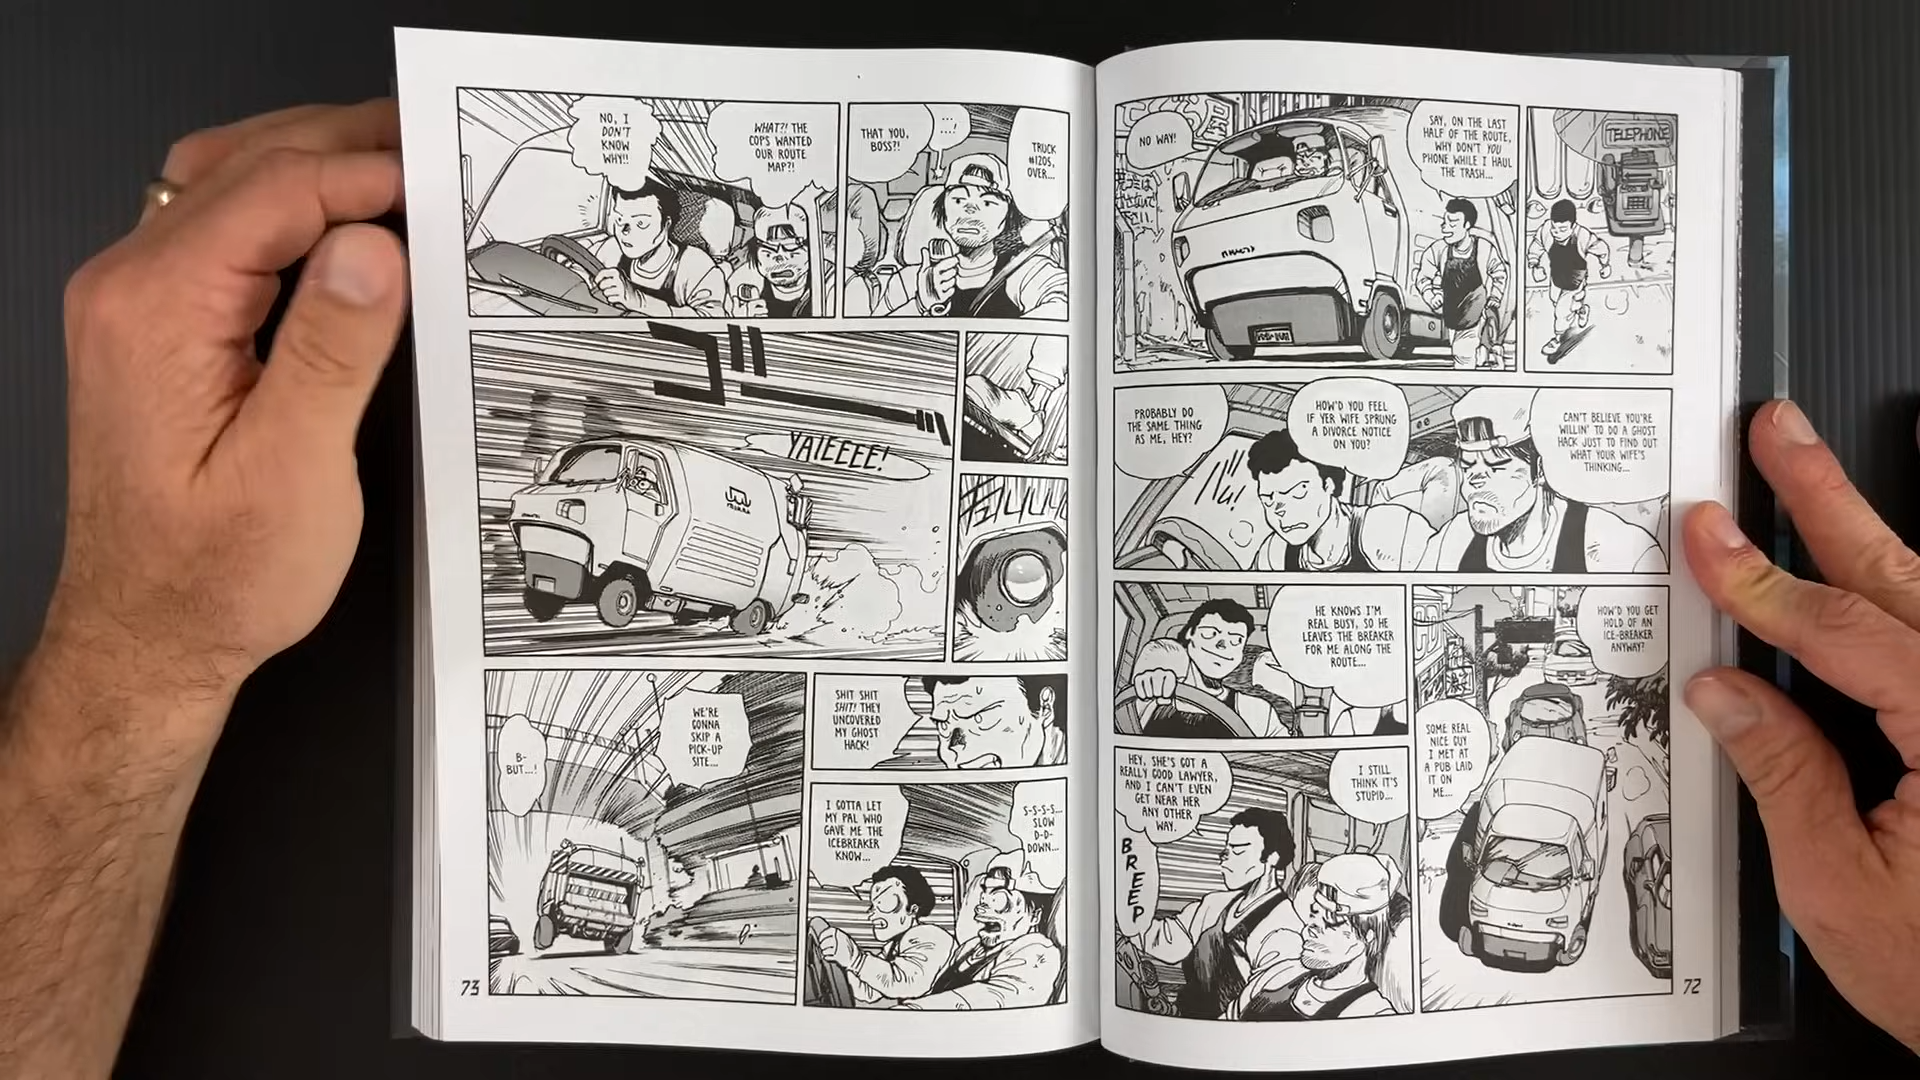 TELEPHONE
SAY, ON THE LAST
HALF OF THE ROUTE,
WHY DON'T YOU
PHONE WHILE I HAUL
THE TRASH...
NO WAY!
CAN'T BELIEVE YOU'RE
WILLIN' TO DO A GHOST
HACK JUST TO FIND OUT
WHAT YOUR WIFE'S
THINKING...
HOW'D YOU FEEL
IF YER WIFE SPRUNG
A DIVORCE NOTICE
ON YOU?
PROBABLY DO
THE SAME THING
AS ME, HEY?
HOW'D YOU GET
HOLD OF AN
ICE-BREAKER
ANYWAY?
SOME REAL
NICE GUY
I MET AT
A PUB LAID
IT ON
ME...
HE KNOWS I'M
REAL BUSY, SO HE
LEAVES THE BREAKER
FOR ME ALONG THE
ROUTE...
I STILL
THINK IT'S
STUPID...
HEY, SHE'S GOT A
REALLY GOOD LAWYER,
AND I CAN'T EVEN
GET NEAR HER
ANY OTHER
WAY.
BREEP
72
TRUCK
#1205,
OVER...
...
...!
THAT YOU,
BOSS?!
WHAT?! THE
COPS WANTED
OUR ROUTE
MAP?!
NO, I
DON'T
KNOW
WHY!!
YAIEEEE!
SHIT SHIT
SHIT! THEY
UNCOVERED
MY GHOST
HACK!
S-S-S-S...
SLOW
D-D-
DOWN...
I GOTTA LET
MY PAL WHO
GAVE ME THE
ICEBREAKER
KNOW...
WE'RE
GONNA
SKIP A
PICK-UP
SITE...
B-
BUT...!
73